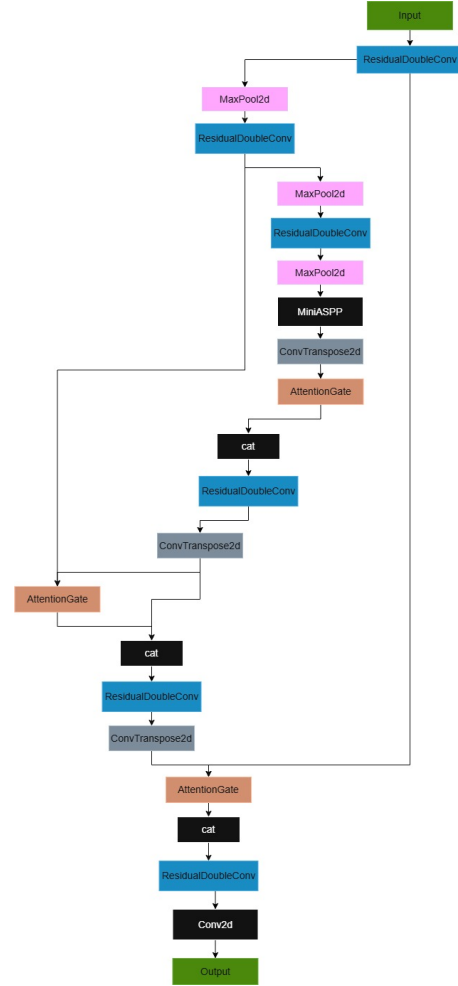 Input
ResidualDoubleConv
MaxPool2d
ResidualDoubleConv
MaxPool2d
ResidualDoubleConv
MaxPool2d
MiniASPP
ConvTranspose2d
AttentionGate
cat
ResidualDoubleConv
ConvTranspose2d
AttentionGate
cat
ResidualDoubleConv
ConvTranspose2d
AttentionGate
cat
ResidualDoubleConv
Conv2d
Output